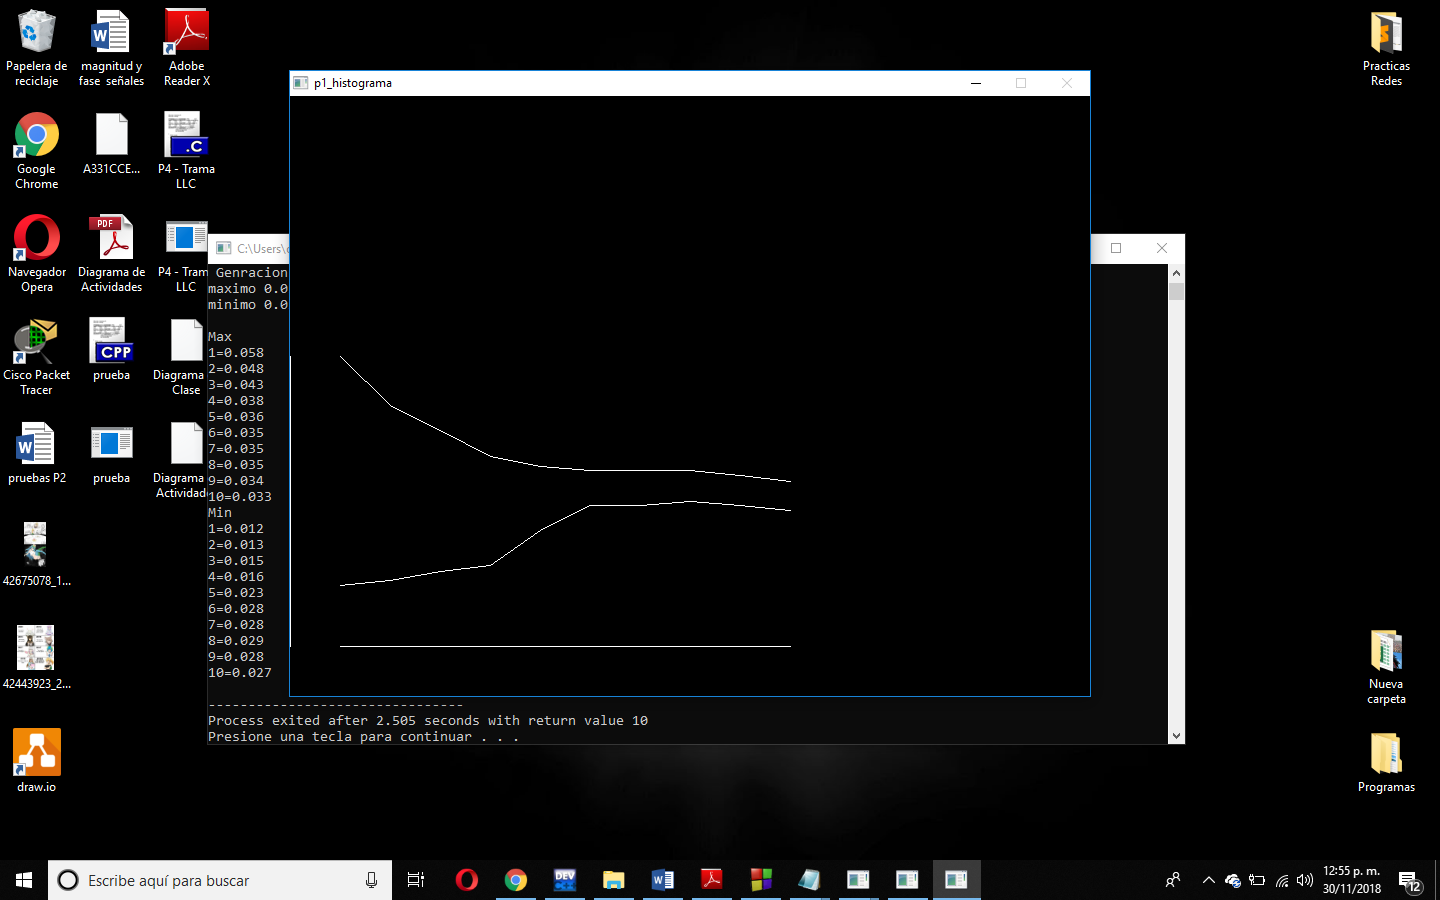 Papelera de
reciclaje
magnitud y
fase señales
Adobe
Reader X
Google
Chrome
A331CCE...
P4 - Trama
LLC
Navegador
Opera
Diagrama de
Actividades
P4 - Tram
LLC
Cisco Packet
Tracer
prueba
Diagrama
Clase
pruebas P2
prueba
Diagrama
Actividad
42675078_1...
42443923_2...
draw.io
p1_histograma
C:\Users\
Genracion
maximo 0.0
minimo 0.0
Max
1=0.058
2=0.048
3=0.043
4=0.038
5=0.036
6=0.035
7=0.035
8=0.035
9=0.034
10=0.033
Min
1=0.012
2=0.013
3=0.015
4=0.016
5=0.023
6=0.028
7=0.028
8=0.029
9=0.028
10=0.027
--------------------------------
Process exited after 2.505 seconds with return value 10
Presione una tecla para continuar . . .
Practicas
Redes
Nueva
carpeta
Programas
Escribe aquí para buscar
12:55 p. m.
30/11/2018
12